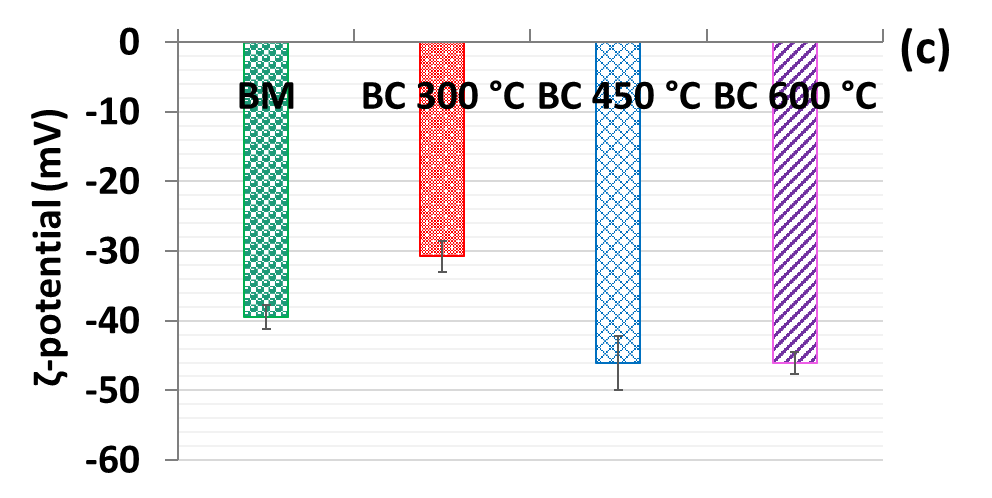 (c)
ζ-potential (mV)
0
-10
-20
-30
-40
-50
-60
BM
BC 300 °C
BC 450 °C
BC 600 °C